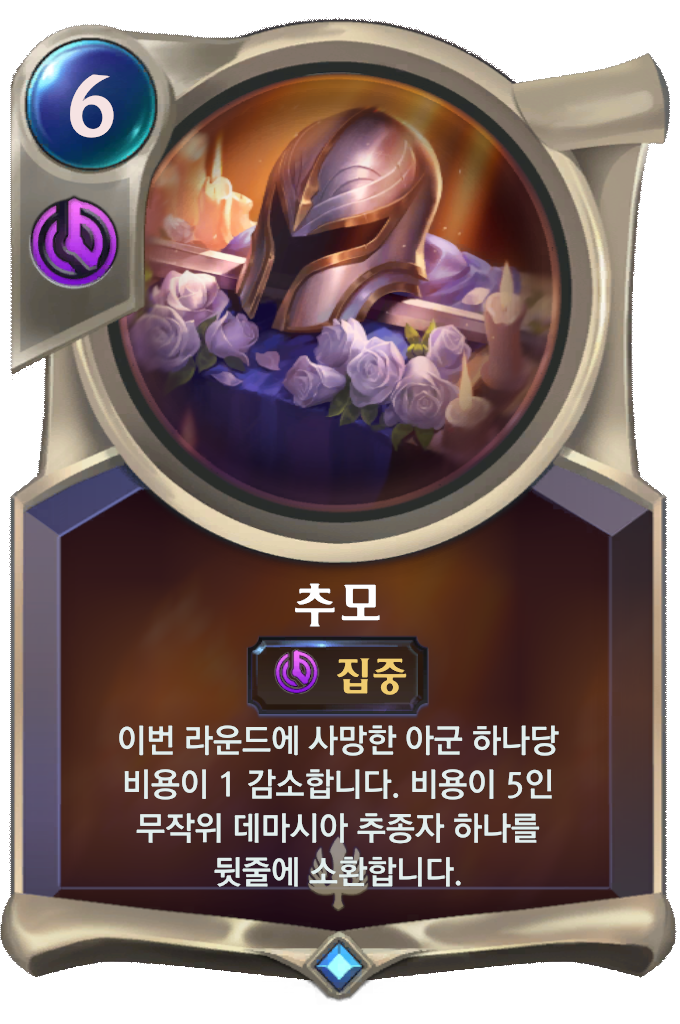 6
추모
집중
이번 라운드에 사망한 아군 하나당
비용이 1 감소합니다. 비용이 5인
무작위 데마시아 추종자 하나를
뒷줄에 소환합니다.